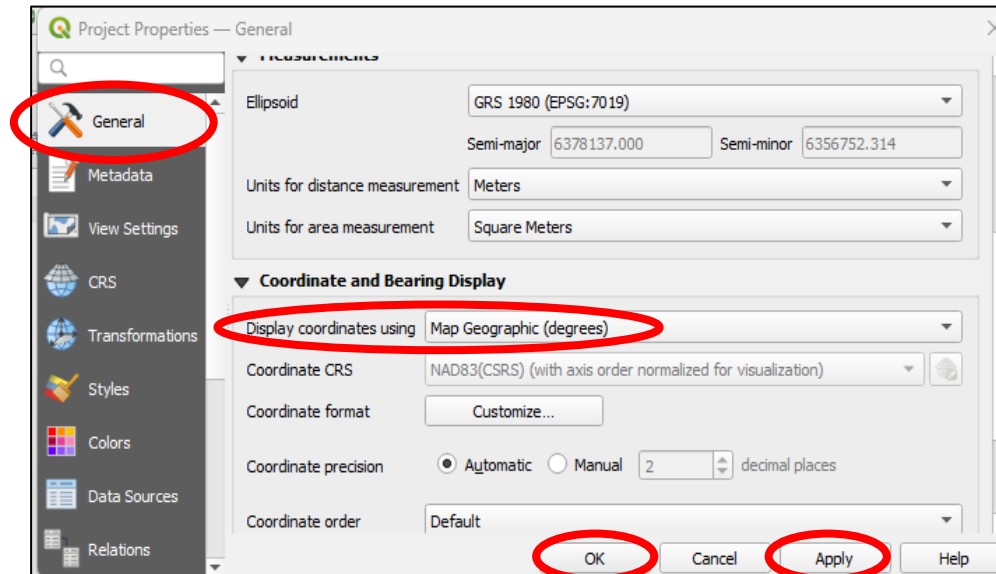 Project Properties — General
General
Metadata
View Settings
CRS
Transformations
Styles
Colors
Data Sources
Relations
Measurements
Ellipsoid GRS 1980 (EPSG:7019)
Semi-major 6378137.000 Semi-minor 6356752.314
Units for distance measurement Meters
Units for area measurement Square Meters
Coordinate and Bearing Display
Display coordinates using Map Geographic (degrees)
Coordinate CRS NAD83(CSRS) (with axis order normalized for visualization)
Coordinate format Customize...
Coordinate precision Automatic Manual 2 decimal places
Coordinate order Default
OK Cancel Apply Help